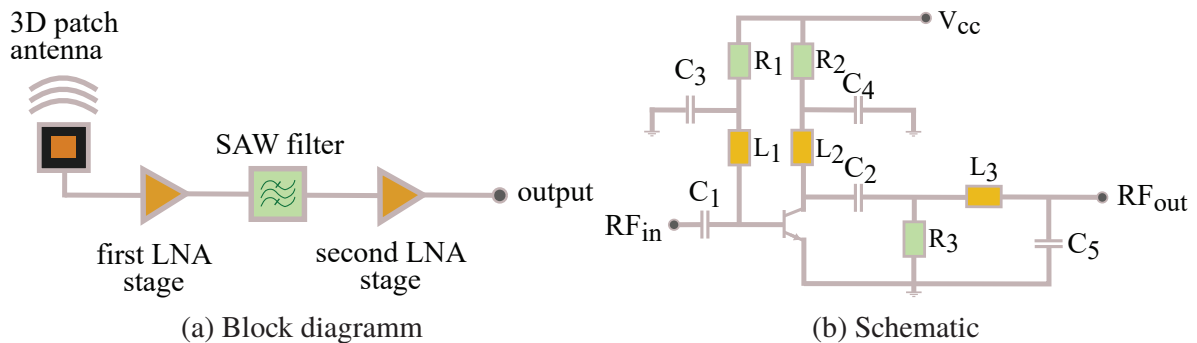 3D patch
antenna
SAW filter
output
first LNA
stage
second LNA
stage
(a) Block diagramm
Vcc
R1
R2
C3
C4
L1
L2
C2
L3
C1
RFin
RFout
R3
C5
(b) Schematic